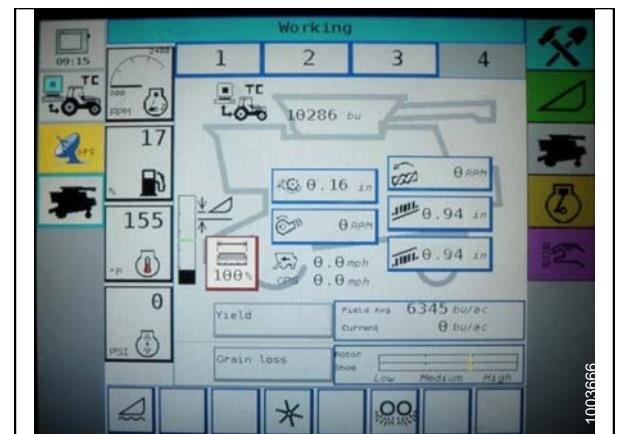 Working
09:15
1 2 3 4
TC
TC
2400
RPM
10286 bu
GPS
17
%
0.16 in
0 RPM
155
°F
0 RPM
0.94 in
0.0 mph
0.94 in
100%
GPS 0.0 mph
0
PSI
Yield
Field Avg. 6345 bu/ac
Current 0 bu/ac
Grain loss
Rotor
Shoe
Low Medium High
1003666